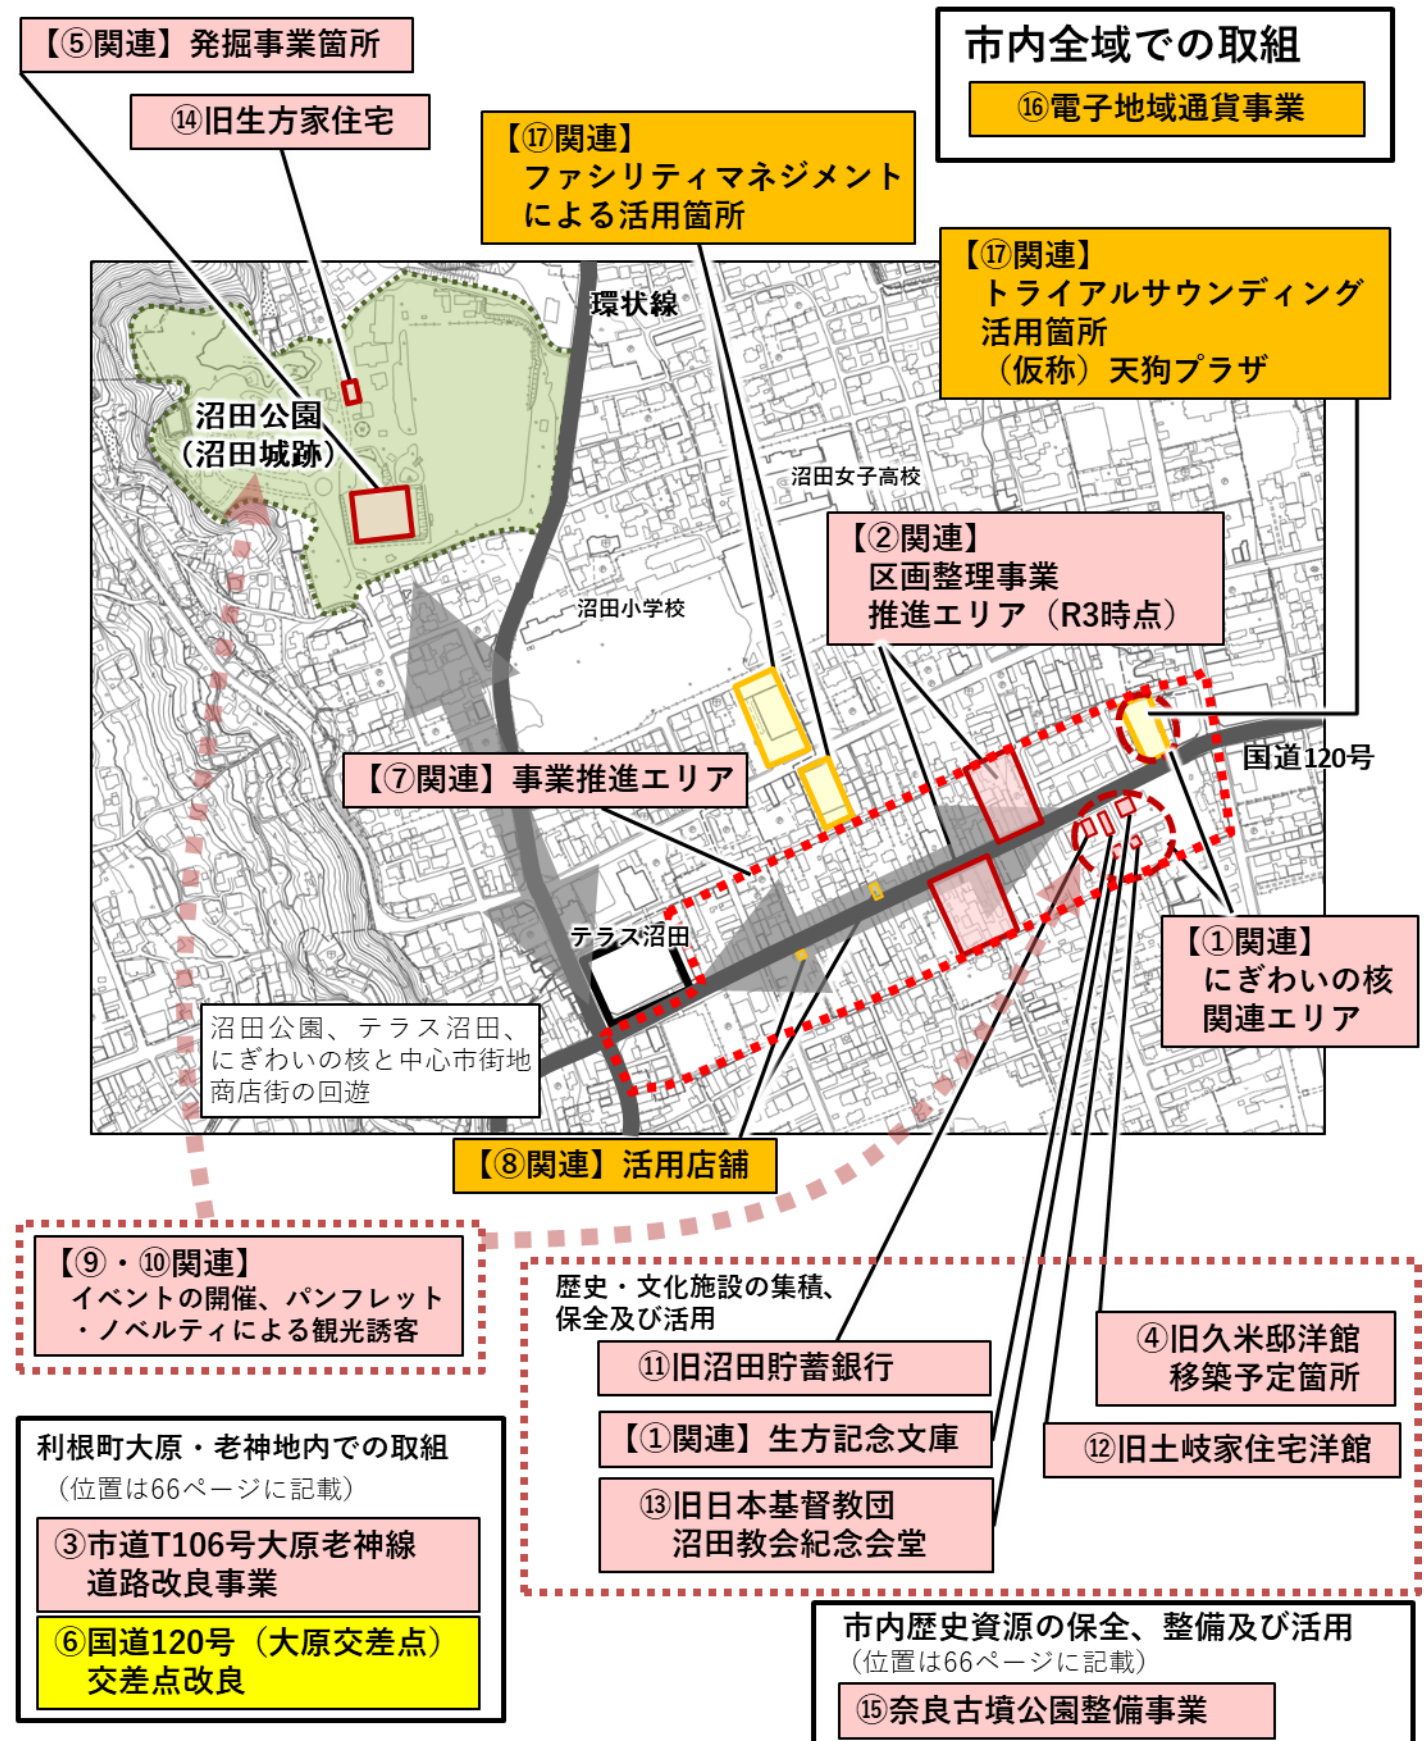 【⑤関連】発掘事業箇所
⑭旧生方家住宅
市内全域での取組
⑯電子地域通貨事業
【⑰関連】
ファシリティマネジメント
による活用箇所
【⑰関連】
トライアルサウンディング
活用箇所
（仮称）天狗プラザ
環状線
沼田公園
（沼田城跡）
沼田女子高校
【②関連】
区画整理事業
推進エリア（R3時点）
沼田小学校
国道120号
【⑦関連】事業推進エリア
テラス沼田
【①関連】
にぎわいの核
関連エリア
沼田公園、テラス沼田、
にぎわいの核と中心市街地
商店街の回遊
【⑧関連】活用店舗
【⑨・⑩関連】
イベントの開催、パンフレット
・ノベルティによる観光誘客
歴史・文化施設の集積、
保全及び活用
⑪旧沼田貯蓄銀行
【①関連】生方記念文庫
⑬旧日本基督教団
沼田教会紀念会堂
④旧久米邸洋館
移築予定箇所
⑫旧土岐家住宅洋館
利根町大原・老神地内での取組
（位置は66ページに記載）
③市道T106号大原老神線
道路改良事業
⑥国道120号（大原交差点）
交差点改良
市内歴史資源の保全、整備及び活用
（位置は66ページに記載）
⑮奈良古墳公園整備事業